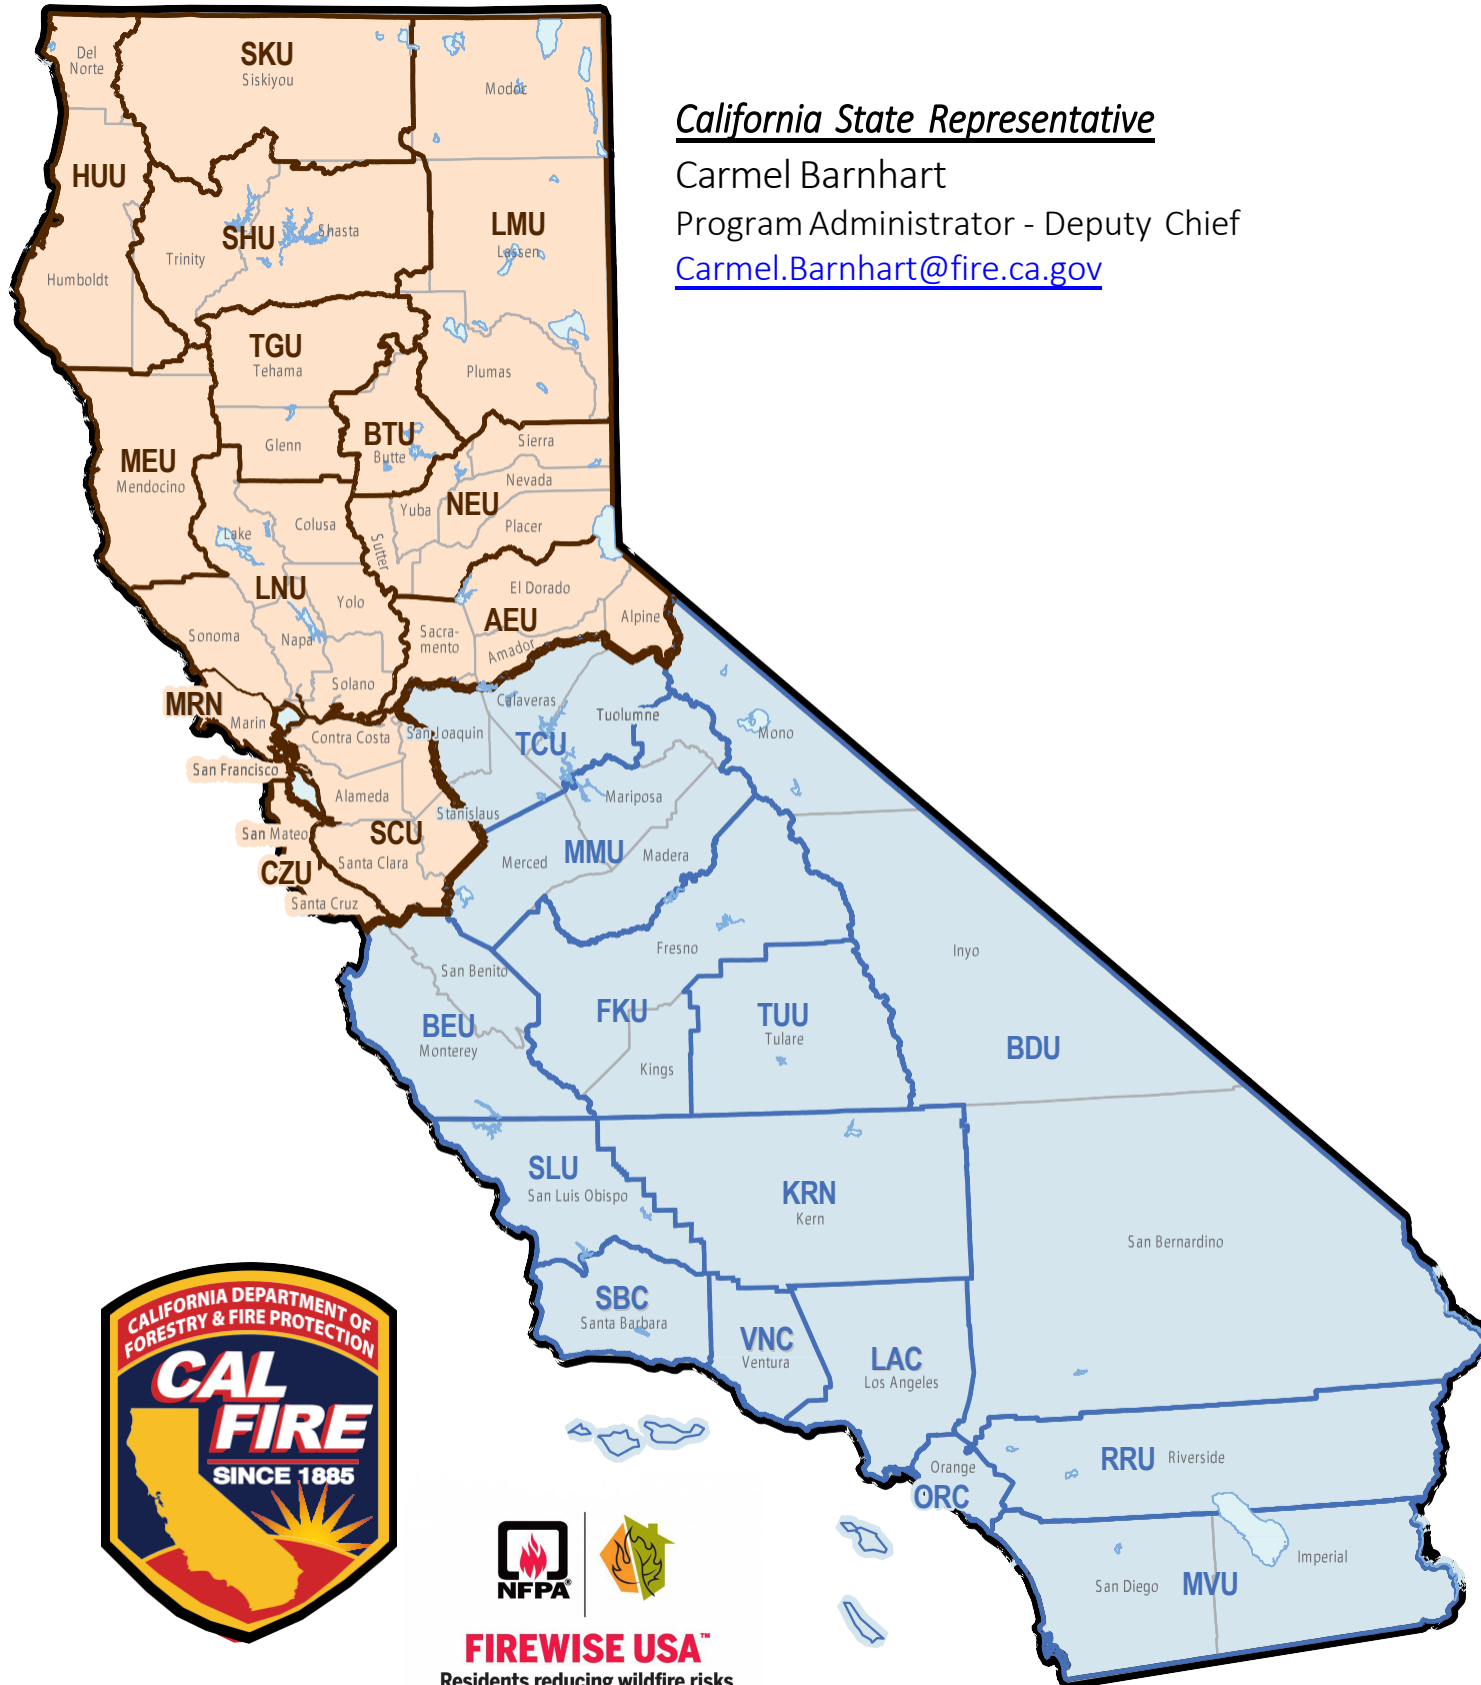 California State Representative
Carmel Barnhart
Program Administrator - Deputy Chief
Carmel.Barnhart@fire.ca.gov
Del
Norte
SKU
Siskiyou
Modoc
HUU
Humboldt
Trinity
SHU
Shasta
LMU
Lassen
TGU
Tehama
Plumas
Glenn
BTU
Butte
Sierra
MEU
Mendocino
Nevada
NEU
Yuba
Placer
Sutter
Colusa
Lake
LNU
Yolo
El Dorado
AEU
Alpine
Sacra-
mento
Amador
Sonoma
Napa
Solano
MRN
Marin
Contra Costa
San Joaquin
Calaveras
Tuolumne
TCU
Mono
San Francisco
Alameda
Stanislaus
Mariposa
San Mateo
SCU
Santa Clara
CZU
Santa Cruz
Merced
MMU
Madera
Fresno
Inyo
San Benito
BEU
Monterey
FKU
Kings
TUU
Tulare
BDU
SLU
San Luis Obispo
KRN
Kern
San Bernardino
SBC
Santa Barbara
VNC
Ventura
LAC
Los Angeles
Orange
ORC
RRU
Riverside
San Diego
MVU
Imperial
CALIFORNIA DEPARTMENT OF
FORESTRY & FIRE PROTECTION
CAL
FIRE
SINCE 1885
NFPA®
FIREWISE USA™
Residents reducing wildfire risks